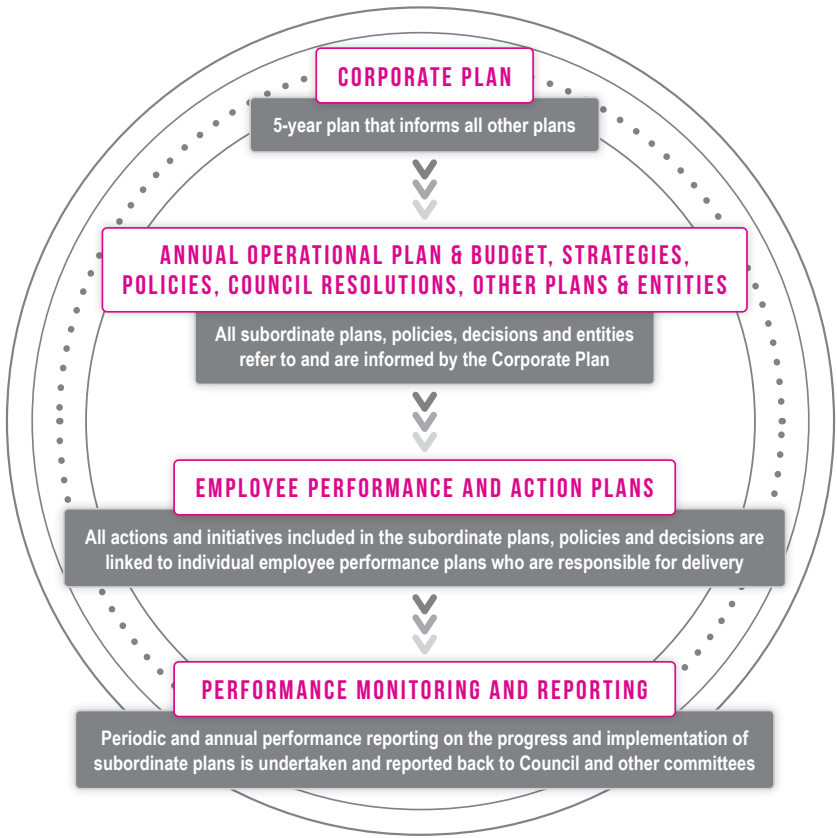 CORPORATE PLAN
5-year plan that informs all other plans
ANNUAL OPERATIONAL PLAN & BUDGET, STRATEGIES,
POLICIES, COUNCIL RESOLUTIONS, OTHER PLANS & ENTITIES
All subordinate plans, policies, decisions and entities
refer to and are informed by the Corporate Plan
EMPLOYEE PERFORMANCE AND ACTION PLANS
All actions and initiatives included in the subordinate plans, policies and decisions are
linked to individual employee performance plans who are responsible for delivery
PERFORMANCE MONITORING AND REPORTING
Periodic and annual performance reporting on the progress and implementation of
subordinate plans is undertaken and reported back to Council and other committees